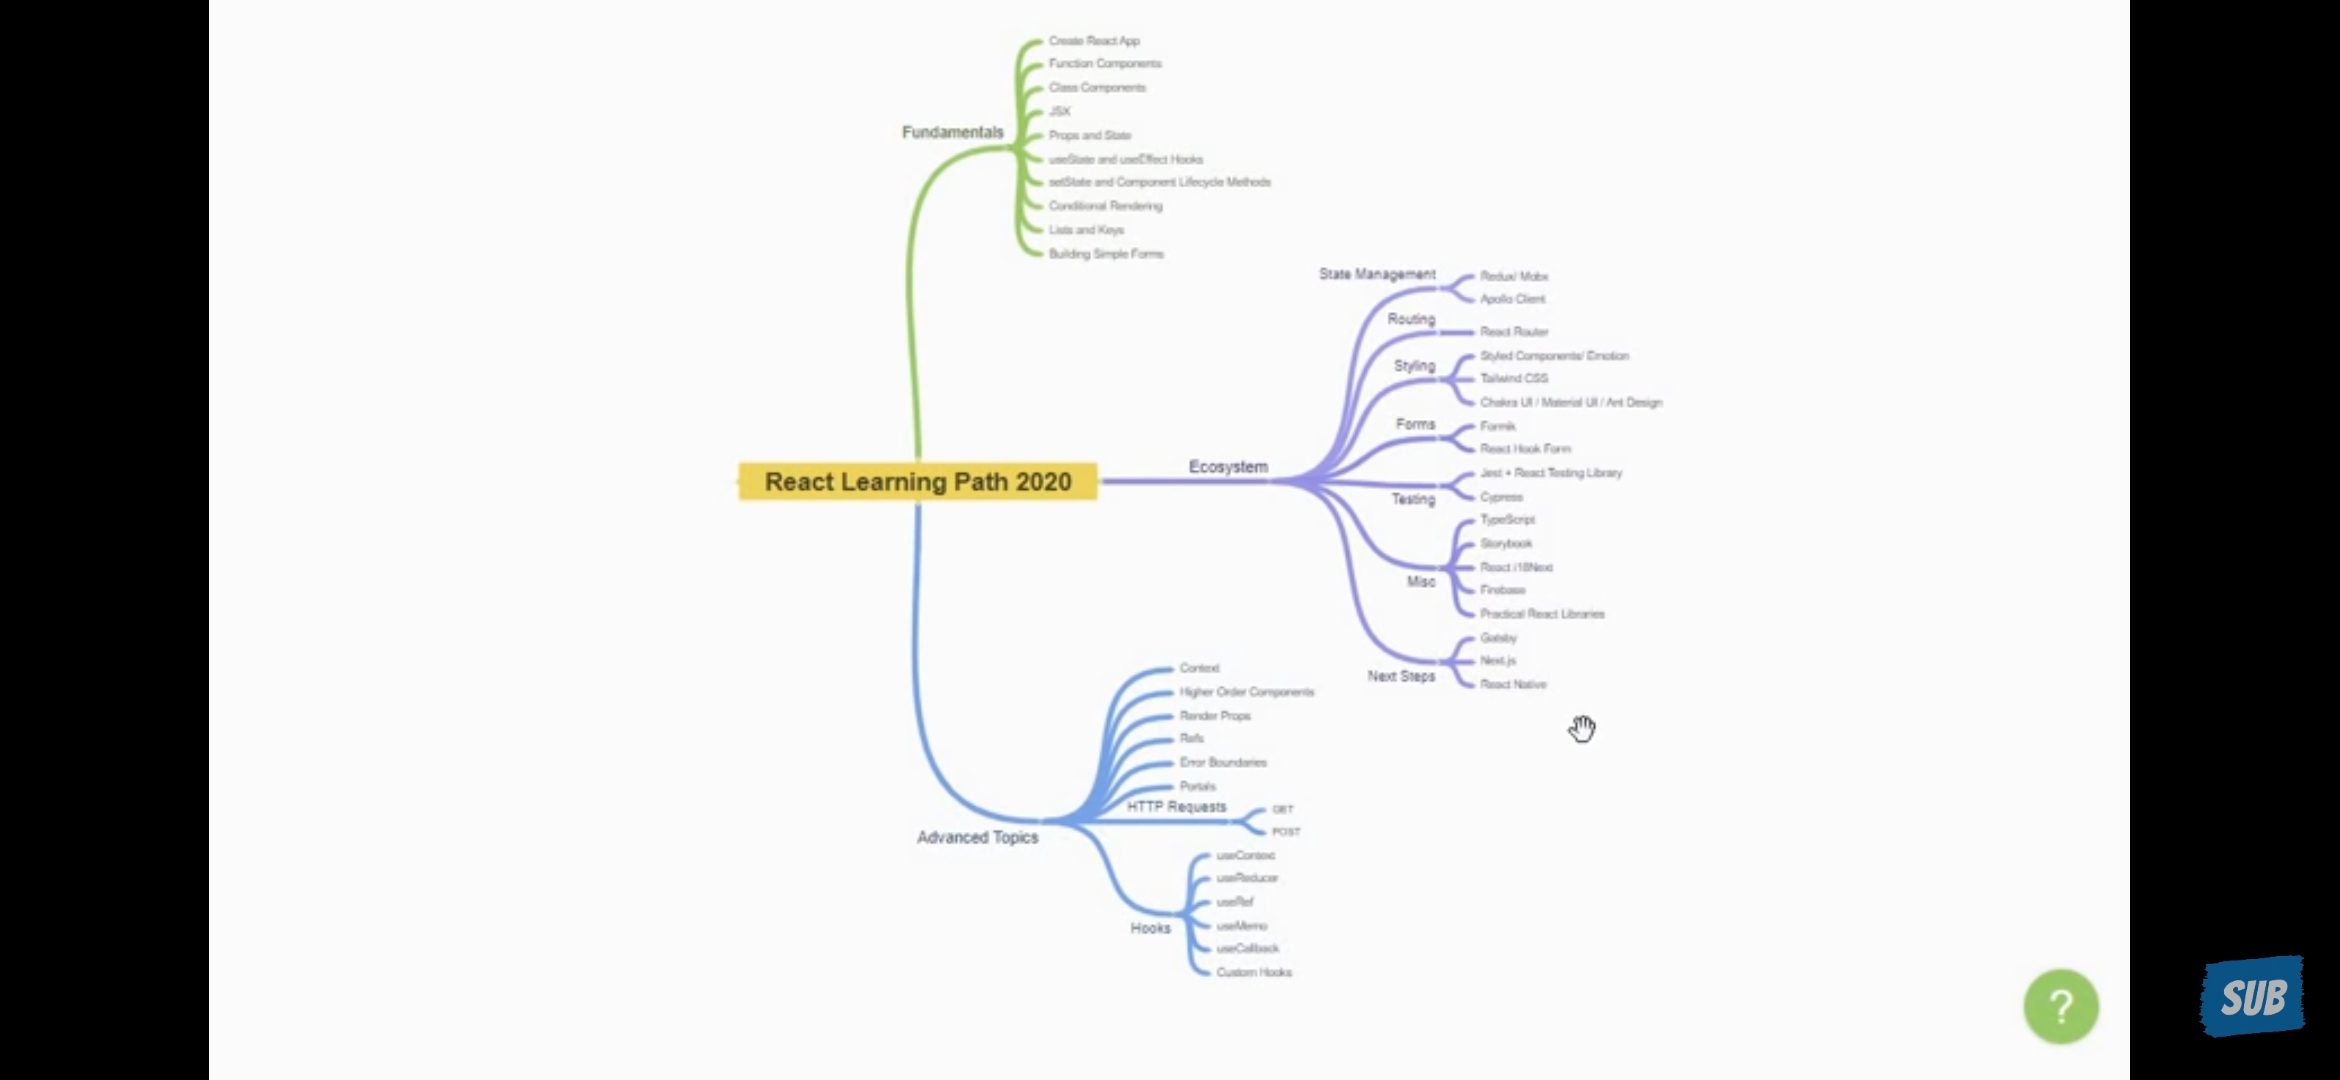 Create React App
Function Components
Class Components
JSX
Fundamentals
Props and State
useState and useEffect Hooks
setState and Component Lifecycle Methods
Conditional Rendering
Lists and Keys
Building Simple Forms
React Learning Path 2020
Ecosystem
State Management
Redux/ Mobx
Apollo Client
Routing
React Router
Styling
Styled Components/ Emotion
Tailwind CSS
Chakra UI / Material UI / Ant Design
Forms
Formik
React Hook Form
Testing
Jest + React Testing Library
Cypress
Misc
TypeScript
Storybook
React i18Next
Firebase
Practical React Libraries
Next Steps
Gatsby
Next.js
React Native
Advanced Topics
Context
Higher Order Components
Render Props
Refs
Error Boundaries
Portals
HTTP Requests
GET
POST
Hooks
useContext
useReducer
useRef
useMemo
useCallback
Custom Hooks
?
SUB